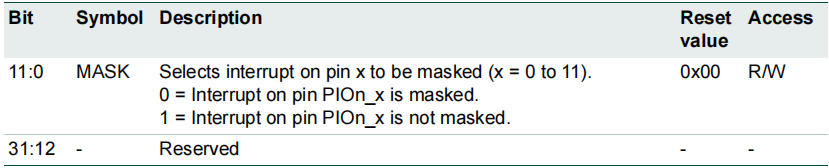 Bit Symbol Description Reset value Access
11:0 MASK Selects interrupt on pin x to be masked (x = 0 to 11). 0x00 R/W
0 = Interrupt on pin PIOn_x is masked.
1 = Interrupt on pin PIOn_x is not masked.
31:12 - Reserved - -